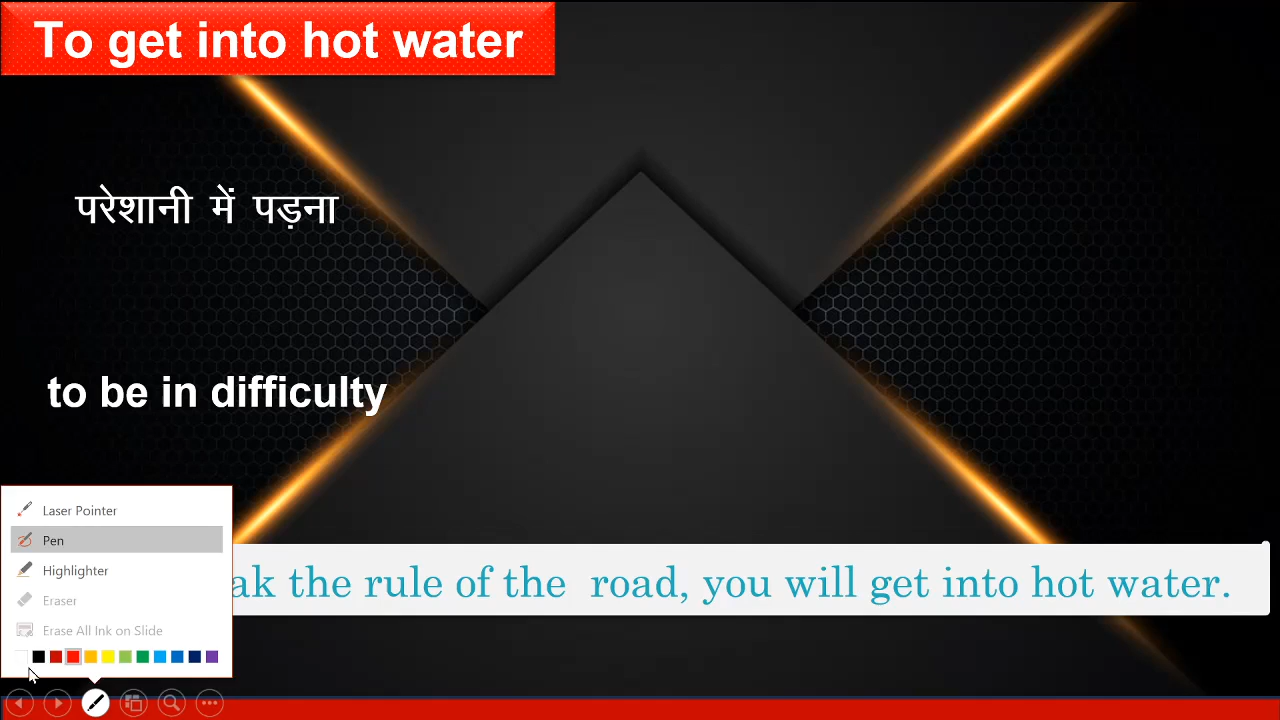 To get into hot water
परेशानी में पड़ना
to be in difficulty
Laser Pointer
Pen
Highlighter
Eraser
Erase All Ink on Slide
the rule of the road, you will get into hot water.